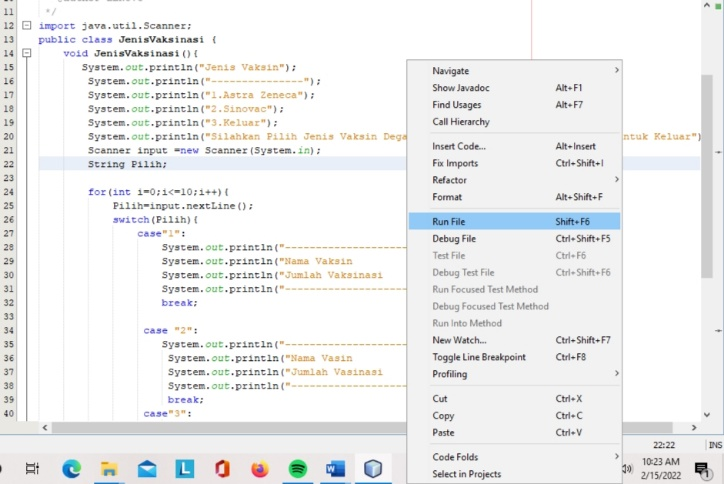 11 */
12 import java.util.Scanner;
13 public class JenisVaksinasi {
14 void JenisVaksinasi(){
15 System.out.println("Jenis Vaksin");
16 System.out.println("---------------");
17 System.out.println("1.Astra Zeneca");
18 System.out.println("2.Sinovac");
19 System.out.println("3.Keluar");
20 System.out.println("Silahkan Pilih Jenis Vaksin Dega ntuk Keluar")
21 Scanner input =new Scanner(System.in);
22 String Pilih;
23
24 for(int i=0;i<=10;i++){
25 Pilih=input.nextLine();
26 switch(Pilih){
27 case"1":
28 System.out.println("--------------------
29 System.out.println("Nama Vaksin
30 System.out.println("Jumlah Vaksinasi
31 System.out.println("--------------------
32 break;
33
34 case "2":
35 System.out.println("--------------------
36 System.out.println("Nama Vasin
37 System.out.println("Jumlah Vasinasi
38 System.out.println("-------------------
39 break;
40 case"3":
Navigate
Show Javadoc Alt+F1
Find Usages Alt+F7
Call Hierarchy
Insert Code... Alt+Insert
Fix Imports Ctrl+Shift+I
Refactor
Format Alt+Shift+F
Run File Shift+F6
Debug File Ctrl+Shift+F5
Test File Ctrl+F6
Debug Test File Ctrl+Shift+F6
Run Focused Test Method
Debug Focused Test Method
Run Into Method
New Watch... Ctrl+Shift+F7
Toggle Line Breakpoint Ctrl+F8
Profiling
Cut Ctrl+X
Copy Ctrl+C
Paste Ctrl+V
Code Folds
Select in Projects
22:22 INS
10:23 AM
2/15/2022
1